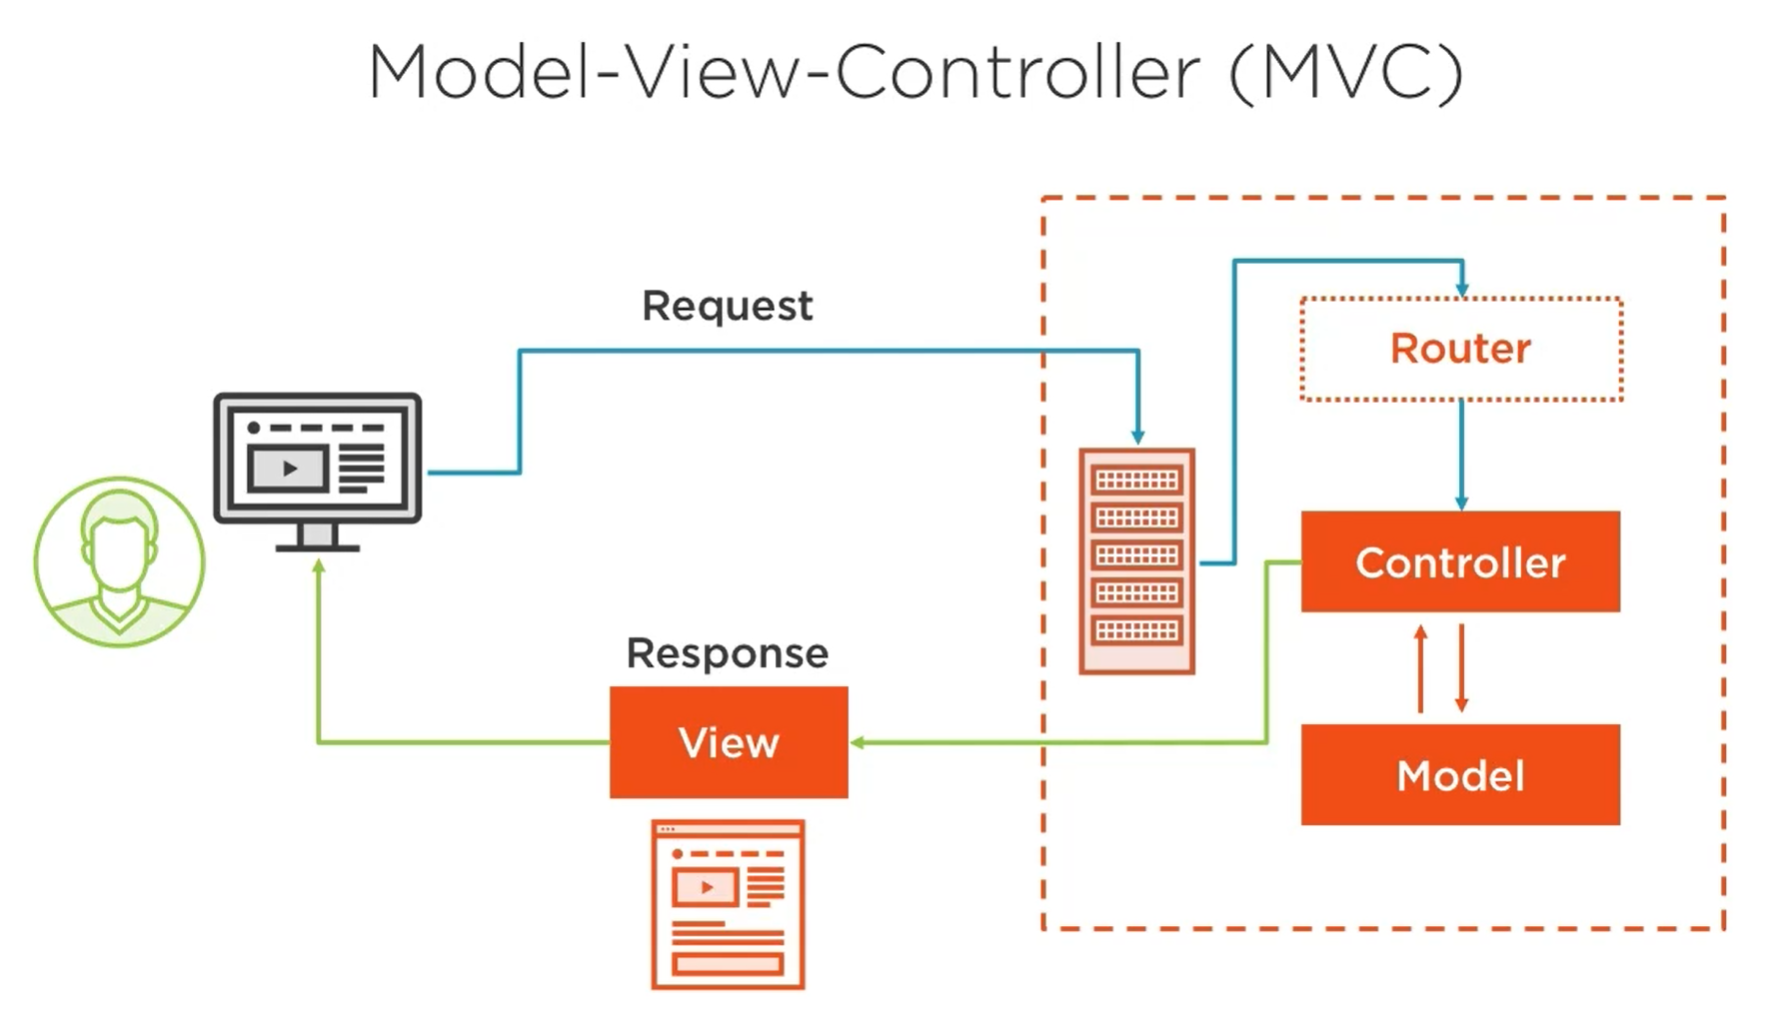 Model-View-Controller (MVC)
Request
Router
Controller
Response
View
Model